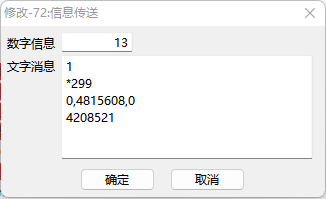 修改-72:信息传送
数字信息 13
文字消息 1
*299
0,4815608,0
4208521
确定 取消